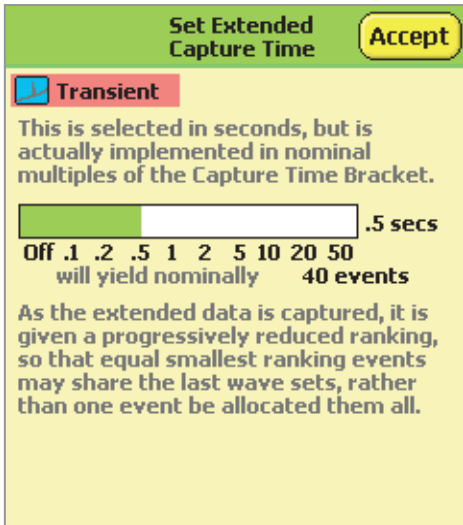 Set Extended
Capture Time
Accept
Transient
This is selected in seconds, but is
actually implemented in nominal
multiples of the Capture Time Bracket.
.5 secs
Off .1 .2 .5 1 2 5 10 20 50
will yield nominally 40 events
As the extended data is captured, it is
given a progressively reduced ranking,
so that equal smallest ranking events
may share the last wave sets, rather
than one event be allocated them all.